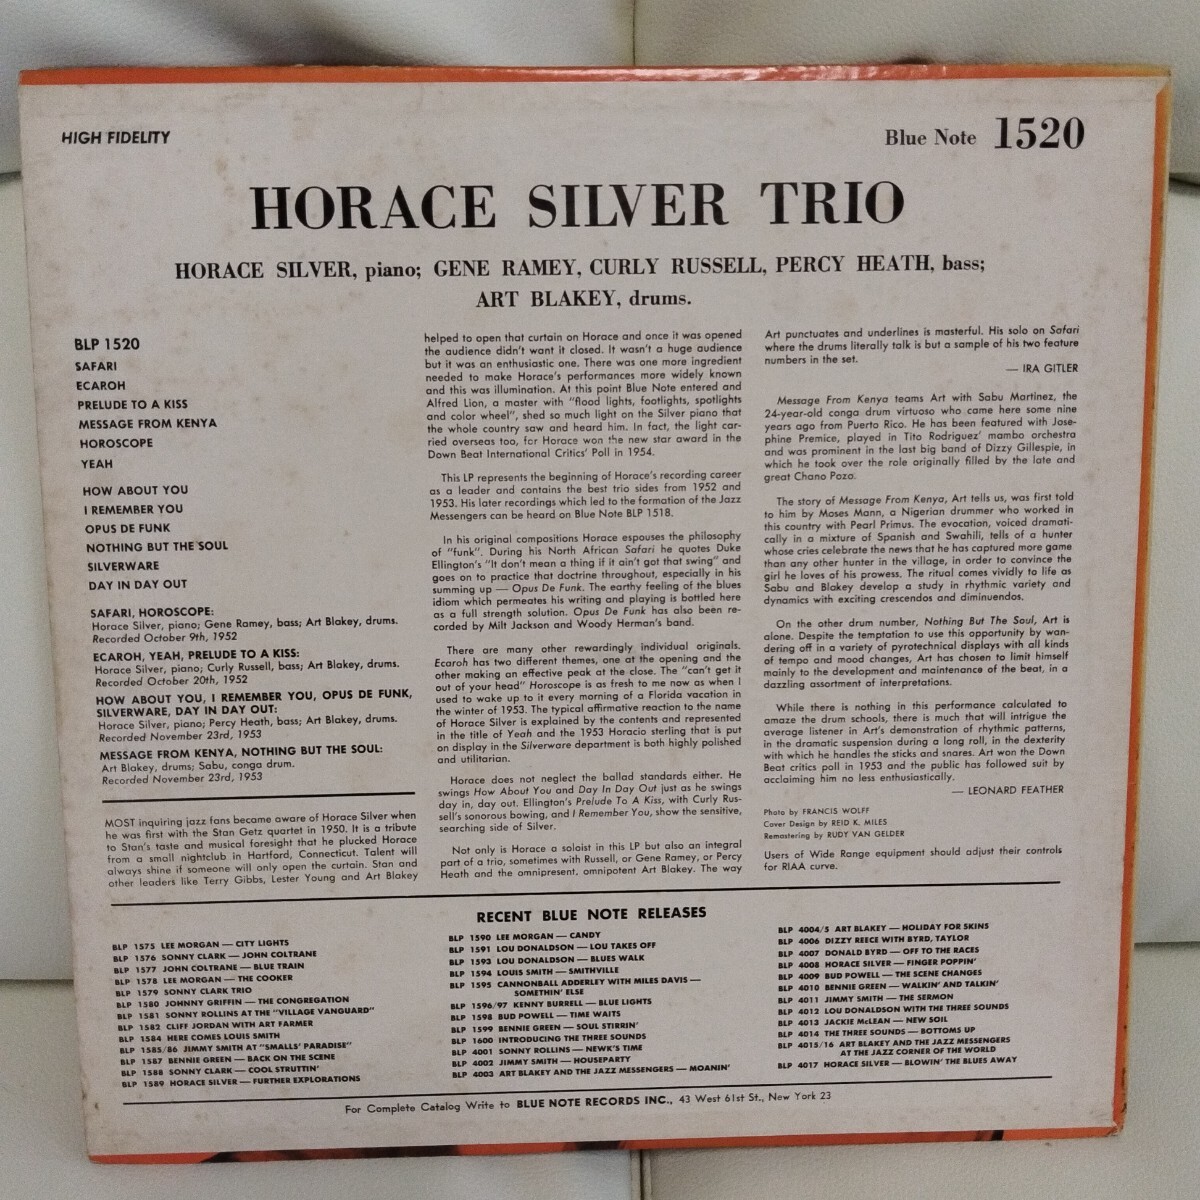 HIGH FIDELITY
Blue Note 1520
HORACE SILVER TRIO
HORACE SILVER, piano; GENE RAMEY, CURLY RUSSELL, PERCY HEATH, bass;
ART BLAKEY, drums.
BLP 1520
SAFARI
ECAROH
PRELUDE TO A KISS
MESSAGE FROM KENYA
HOROSCOPE
YEAH
HOW ABOUT YOU
I REMEMBER YOU
OPUS DE FUNK
NOTHING BUT THE SOUL
SILVERWARE
DAY IN DAY OUT
SAFARI, HOROSCOPE:
Horace Silver, piano; Gene Ramey, bass; Art Blakey, drums.
Recorded October 9th, 1952
ECAROH, YEAH, PRELUDE TO A KISS:
Horace Silver, piano; Curly Russell, bass; Art Blakey, drums.
Recorded October 20th, 1952
HOW ABOUT YOU, I REMEMBER YOU, OPUS DE FUNK,
SILVERWARE, DAY IN DAY OUT:
Horace Silver, piano; Percy Heath, bass; Art Blakey, drums.
Recorded November 23rd, 1953
MESSAGE FROM KENYA, NOTHING BUT THE SOUL:
Art Blakey, drums; Sabu, conga drum.
Recorded November 23rd, 1953
MOST inquiring jazz fans became aware of Horace Silver when
he was first with the Stan Getz quartet in 1950. It is a tribute
to Stan's taste and musical foresight that he plucked Horace
from a small nightclub in Hartford, Connecticut. Talent will
always shine if someone will only open the curtain. Stan and
other leaders like Terry Gibbs, Lester Young and Art Blakey
helped to open that curtain on Horace and once it was opened
the audience didn't want it closed. It wasn't a huge audience
but it was an enthusiastic one. There was one more ingredient
needed to make Horace's performances more widely known
and this was illumination. At this point Blue Note entered and
Alfred Lion, a master with "flood lights, footlights, spotlights
and color wheel", shed so much light on the Silver piano that
the whole country saw and heard him. In fact, the light car-
ried overseas too, for Horace won the new star award in the
Down Beat International Critics' Poll in 1954.
This LP represents the beginning of Horace's recording career
as a leader and contains the best trio sides from 1952 and
1953. His later recordings which led to the formation of the Jazz
Messengers can be heard on Blue Note BLP 1518.
In his original compositions Horace espouses the philosophy
of "funk". During his North African Safari he quotes Duke
Ellington's "It don't mean a thing if it ain't got that swing" and
goes on to practice that doctrine throughout, especially in his
summing up — Opus De Funk. The earthy feeling of the blues
idiom which permeates his writing and playing is bottled here
as a full strength solution. Opus De Funk has also been re-
corded by Milt Jackson and Woody Herman's band.
There are many other rewardingly individual originals.
Ecaroh has two different themes, one at the opening and the
other making an effective peak at the close. The "can't get it
out of your head" Horoscope is as fresh to me now as when I
used to wake up to it every morning of a Florida vacation in
the winter of 1953. The typical affirmative reaction to the name
of Horace Silver is explained by the contents and represented
in the title of Yeah and the 1953 Horacio sterling that is put
on display in the Silverware department is both highly polished
and utilitarian.
Horace does not neglect the ballad standards either. He
swings How About You and Day In Day Out just as he swings
day in, day out. Ellington's Prelude To A Kiss, with Curly Rus-
sell's sonorous bowing, and I Remember You, show the sensitive,
searching side of Silver.
Not only is Horace a soloist in this LP but also an integral
part of a trio, sometimes with Russell, or Gene Ramey, or Percy
Heath and the omnipresent, omnipotent Art Blakey. The way
Art punctuates and underlines is masterful. His solo on Safari
where the drums literally talk is but a sample of his two feature
numbers in the set.
— IRA GITLER
Message From Kenya teams Art with Sabu Martinez, the
24-year-old conga drum virtuoso who came here some nine
years ago from Puerto Rico. He has been featured with Jose-
phine Premice, played in Tito Rodriguez' mambo orchestra
and was prominent in the last big band of Dizzy Gillespie, in
which he took over the role originally filled by the late and
great Chano Pozo.
The story of Message From Kenya, Art tells us, was first told
to him by Moses Mann, a Nigerian drummer who worked in
this country with Pearl Primus. The evocation, voiced dramati-
cally in a mixture of Spanish and Swahili, tells of a hunter
whose cries celebrate the news that he has captured more game
than any other hunter in the village, in order to convince the
girl he loves of his prowess. The ritual comes vividly to life as
Sabu and Blakey develop a study in rhythmic variety and
dynamics with exciting crescendos and diminuendos.
On the other drum number, Nothing But The Soul, Art is
alone. Despite the temptation to use this opportunity by wan-
dering off in a variety of pyrotechnical displays with all kinds
of tempo and mood changes, Art has chosen to limit himself
mainly to the development and maintenance of the beat, in a
dazzling assortment of interpretations.
While there is nothing in this performance calculated to
amaze the drum schools, there is much that will intrigue the
average listener in Art's demonstration of rhythmic patterns,
in the dramatic suspension during a long roll, in the dexterity
with which he handles the sticks and snares. Art won the Down
Beat critics poll in 1953 and the public has followed suit by
acclaiming him no less enthusiastically.
— LEONARD FEATHER
Photo by FRANCIS WOLFF
Cover Design by REID K. MILES
Remastering by RUDY VAN GELDER
Users of Wide Range equipment should adjust their controls
for RIAA curve.
RECENT BLUE NOTE RELEASES
BLP 1575 LEE MORGAN — CITY LIGHTS
BLP 1576 SONNY CLARK — JOHN COLTRANE
BLP 1577 JOHN COLTRANE — BLUE TRAIN
BLP 1578 LEE MORGAN — THE COOKER
BLP 1579 SONNY CLARK TRIO
BLP 1580 JOHNNY GRIFFIN — THE CONGREGATION
BLP 1581 SONNY ROLLINS AT THE "VILLAGE VANGUARD"
BLP 1582 CLIFF JORDAN WITH ART FARMER
BLP 1584 HERE COMES LOUIS SMITH
BLP 1585/86 JIMMY SMITH AT "SMALLS' PARADISE"
BLP 1587 BENNIE GREEN — BACK ON THE SCENE
BLP 1588 SONNY CLARK — COOL STRUTTIN'
BLP 1589 HORACE SILVER — FURTHER EXPLORATIONS
BLP 1590 LEE MORGAN — CANDY
BLP 1591 LOU DONALDSON — LOU TAKES OFF
BLP 1593 LOU DONALDSON — BLUES WALK
BLP 1594 LOUIS SMITH — SMITHVILLE
BLP 1595 CANNONBALL ADDERLEY WITH MILES DAVIS —
SOMETHIN' ELSE
BLP 1596/97 KENNY BURRELL — BLUE LIGHTS
BLP 1598 BUD POWELL — TIME WAITS
BLP 1599 BENNIE GREEN — SOUL STIRRIN'
BLP 1600 INTRODUCING THE THREE SOUNDS
BLP 4001 SONNY ROLLINS — NEWK'S TIME
BLP 4002 JIMMY SMITH — HOUSEPARTY
BLP 4003 ART BLAKEY AND THE JAZZ MESSENGERS — MOANIN'
BLP 4004/5 ART BLAKEY — HOLIDAY FOR SKINS
BLP 4006 DIZZY REECE WITH BYRD, TAYLOR
BLP 4007 DONALD BYRD — OFF TO THE RACES
BLP 4008 HORACE SILVER — FINGER POPPIN'
BLP 4009 BUD POWELL — THE SCENE CHANGES
BLP 4010 BENNIE GREEN — WALKIN' AND TALKIN'
BLP 4011 JIMMY SMITH — THE SERMON
BLP 4012 LOU DONALDSON WITH THE THREE SOUNDS
BLP 4013 JACKIE McLEAN — NEW SOIL
BLP 4014 THE THREE SOUNDS — BOTTOMS UP
BLP 4015/16 ART BLAKEY AND THE JAZZ MESSENGERS
AT THE JAZZ CORNER OF THE WORLD
BLP 4017 HORACE SILVER — BLOWIN' THE BLUES AWAY
For Complete Catalog Write to BLUE NOTE RECORDS INC., 43 West 61st St., New York 23